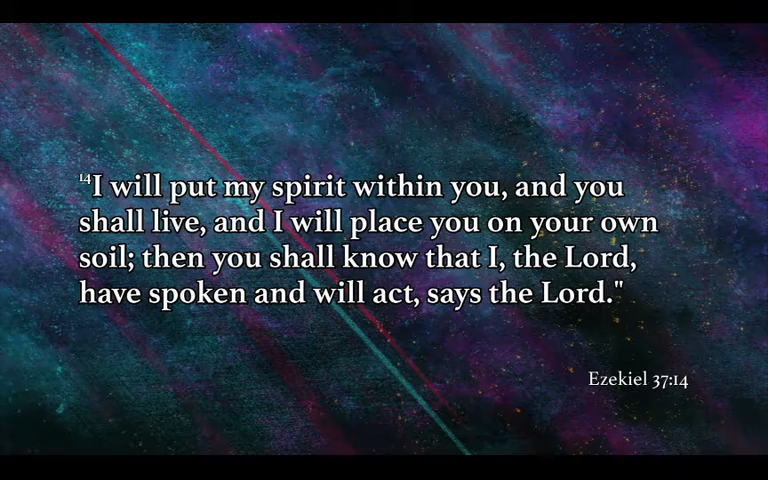 ¹⁴I will put my spirit within you, and you
shall live, and I will place you on your own
soil; then you shall know that I, the Lord,
have spoken and will act, says the Lord."
Ezekiel 37:14